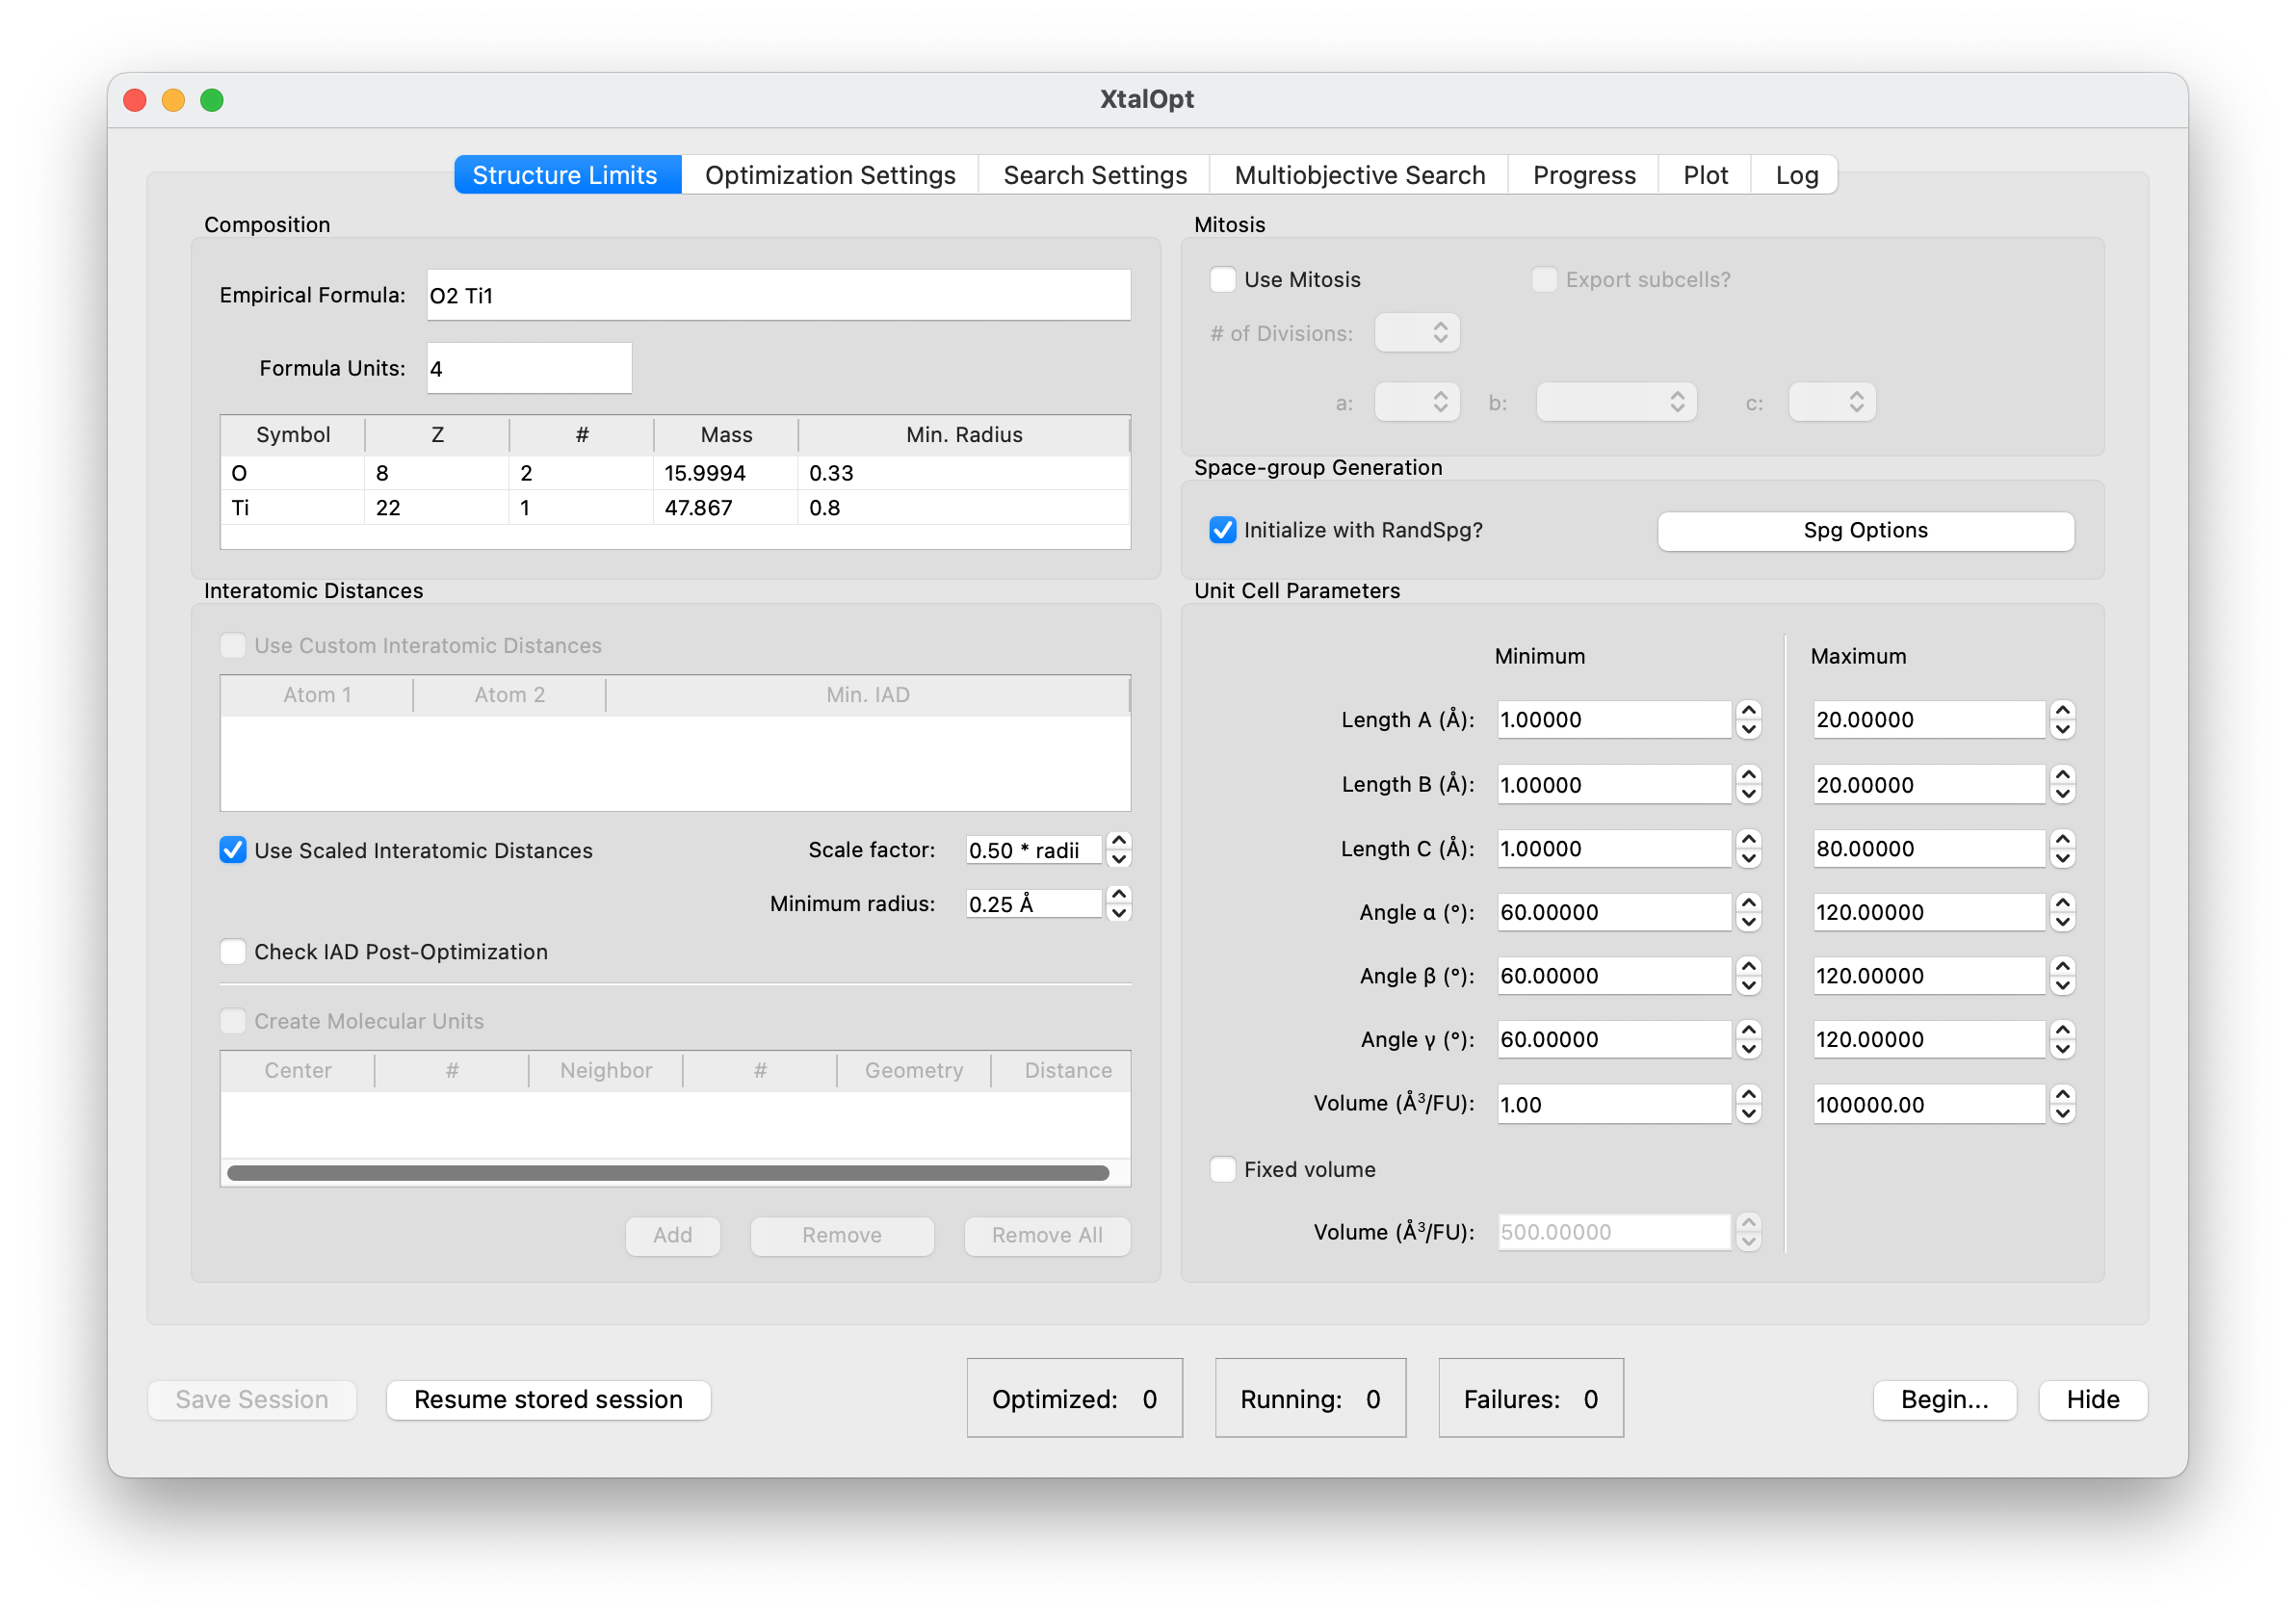 XtalOpt
Structure Limits Optimization Settings Search Settings Multiobjective Search Progress Plot Log
Composition
Empirical Formula: O2 Ti1
Formula Units: 4
Symbol Z # Mass Min. Radius
O 8 2 15.9994 0.33
Ti 22 1 47.867 0.8
Interatomic Distances
Use Custom Interatomic Distances
Atom 1 Atom 2 Min. IAD
Use Scaled Interatomic Distances Scale factor: 0.50 * radii
Minimum radius: 0.25 Å
Check IAD Post-Optimization
Create Molecular Units
Center # Neighbor # Geometry Distance
Add Remove Remove All
Mitosis
Use Mitosis Export subcells?
# of Divisions:
a: b: c:
Space-group Generation
Initialize with RandSpg? Spg Options
Unit Cell Parameters
Minimum Maximum
Length A (Å): 1.00000 20.00000
Length B (Å): 1.00000 20.00000
Length C (Å): 1.00000 80.00000
Angle α (°): 60.00000 120.00000
Angle β (°): 60.00000 120.00000
Angle γ (°): 60.00000 120.00000
Volume (Å³/FU): 1.00 100000.00
Fixed volume
Volume (Å³/FU): 500.00000
Save Session Resume stored session Optimized: 0 Running: 0 Failures: 0 Begin... Hide